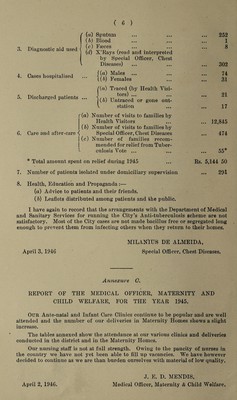 ( 6 )
3. Diagnostic aid need
(a) Sputum ... ... ... 252
(b) Blood ... ... ... 1
(c) Faeces ... ... ... 8
(d) X'Rays (read and interpreted
by Special Officer, Chest
Diseases) ... ... 302
4. Cases hospitalised ...
(a) Males ... ... ... 74
(b) Females ... ... ... 31
5. Discharged patients ...
(a) Traced (by Health Visi-
tors) ... ... ... 21
(b) Untraced or gone out-
station ... ... 17
6. Care and after-care
(a) Number of visits to families by
Health Visitors ... 12,845
(b) Number of visits to families by
Special Officer, Chest Diseases 474
(c) Number of families recom-
mended for relief from Tuber-
culosis Vote ... ... 55*
* Total amount spent on relief during 1945 ... Rs. 5,144 50
7. Number of patients isolated under domiciliary supervision ... 291
8. Health, Education and Propaganda :—
(a) Advice to patients and their friends.
(b) Leaflets distributed among patients and the public.
I have again to record that the arrangements with the Department of Medical
and Sanitary Services for running the City's Anti-tuberculosis scheme are not
satisfactory. Most of the City cases are not made bacillus free or segregated long
enough to prevent them from infecting others when they return to their homes.
MILANIUS DE ALMEIDA,
April 3, 1946 Special Officer, Chest Diseases.
Annexure C.
REPORT OF THE MEDICAL OFFICER, MATERNITY AND
CHILD WELFARE, FOR THE YEAR 1945.
OUR Ante-natal and Infant Care Clinics continue to be popular and are well
attended and the number of our deliveries in Maternity Homes shews a slight
increase.
The tables annexed show the attendance at our various clinics and deliveries
conducted in the district and in the Maternity Homes.
Our nursing staff is not at full strength. Owing to the paucity of nurses in
the country we have not yet been able to fill up vacancies. We have however
decided to continue as we are than burden ourselves with material of low quality.
J. E. D. MENDIS,
April 2, 1946. Medical Officer, Maternity & Child Welfare.